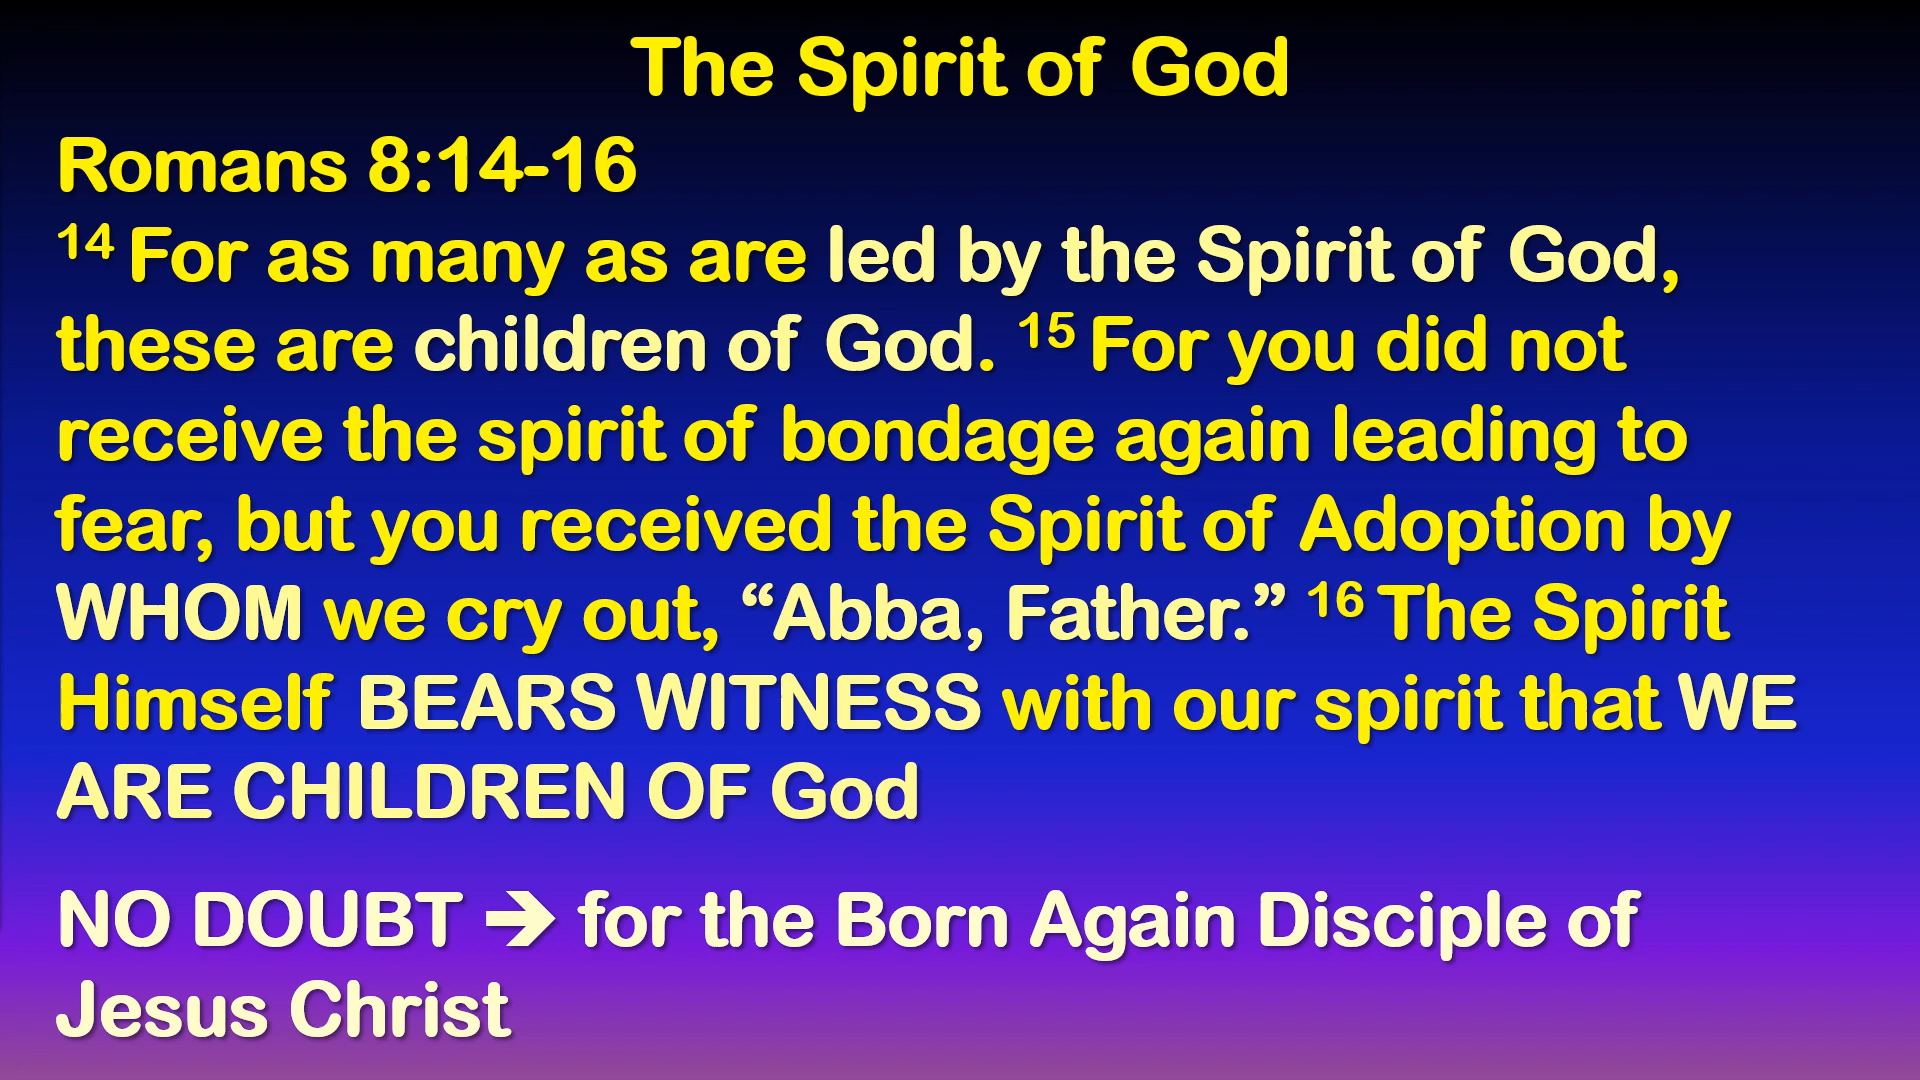 The Spirit of God
Romans 8:14-16
14 For as many as are led by the Spirit of God,
these are children of God. 15 For you did not
receive the spirit of bondage again leading to
fear, but you received the Spirit of Adoption by
WHOM we cry out, “Abba, Father.” 16 The Spirit
Himself BEARS WITNESS with our spirit that WE
ARE CHILDREN OF God
NO DOUBT ➔ for the Born Again Disciple of
Jesus Christ